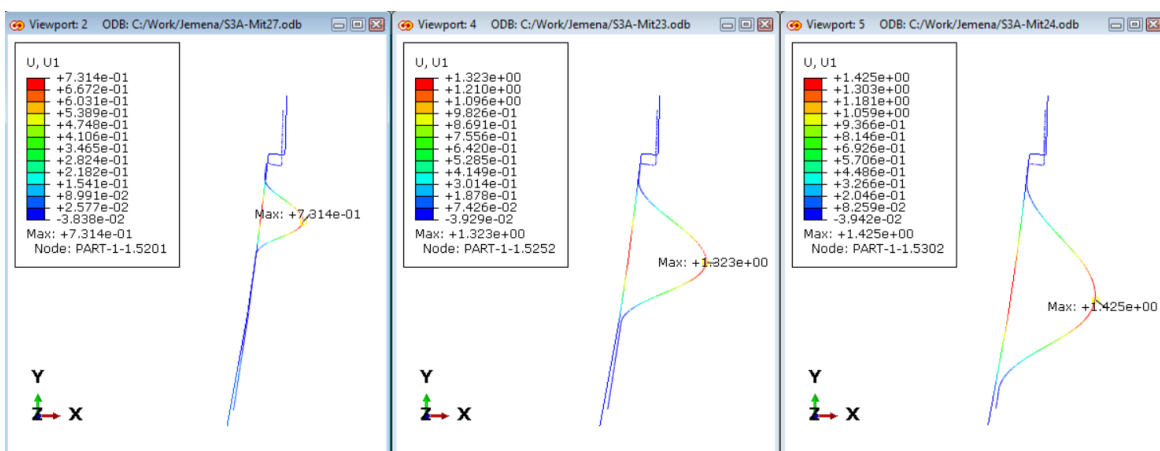 Viewport: 2 ODB: C:/Work/Jemena/S3A-Mit27.odb
U, U1
+7.314e-01
+6.672e-01
+6.031e-01
+5.389e-01
+4.748e-01
+4.106e-01
+3.465e-01
+2.824e-01
+2.182e-01
+1.541e-01
+8.991e-02
+2.577e-02
-3.838e-02
Max: +7.314e-01
Node: PART-1-1.5201
Max: +7.314e-01
Y
Z X
Viewport: 4 ODB: C:/Work/Jemena/S3A-Mit23.odb
U, U1
+1.323e+00
+1.210e+00
+1.096e+00
+9.826e-01
+8.691e-01
+7.556e-01
+6.420e-01
+5.285e-01
+4.149e-01
+3.014e-01
+1.878e-01
+7.426e-02
-3.929e-02
Max: +1.323e+00
Node: PART-1-1.5252
Max: +1.323e+00
Y
Z X
Viewport: 5 ODB: C:/Work/Jemena/S3A-Mit24.odb
U, U1
+1.425e+00
+1.303e+00
+1.181e+00
+1.059e+00
+9.366e-01
+8.146e-01
+6.926e-01
+5.706e-01
+4.486e-01
+3.266e-01
+2.046e-01
+8.259e-02
-3.942e-02
Max: +1.425e+00
Node: PART-1-1.5302
Max: +1.425e+00
Y
Z X